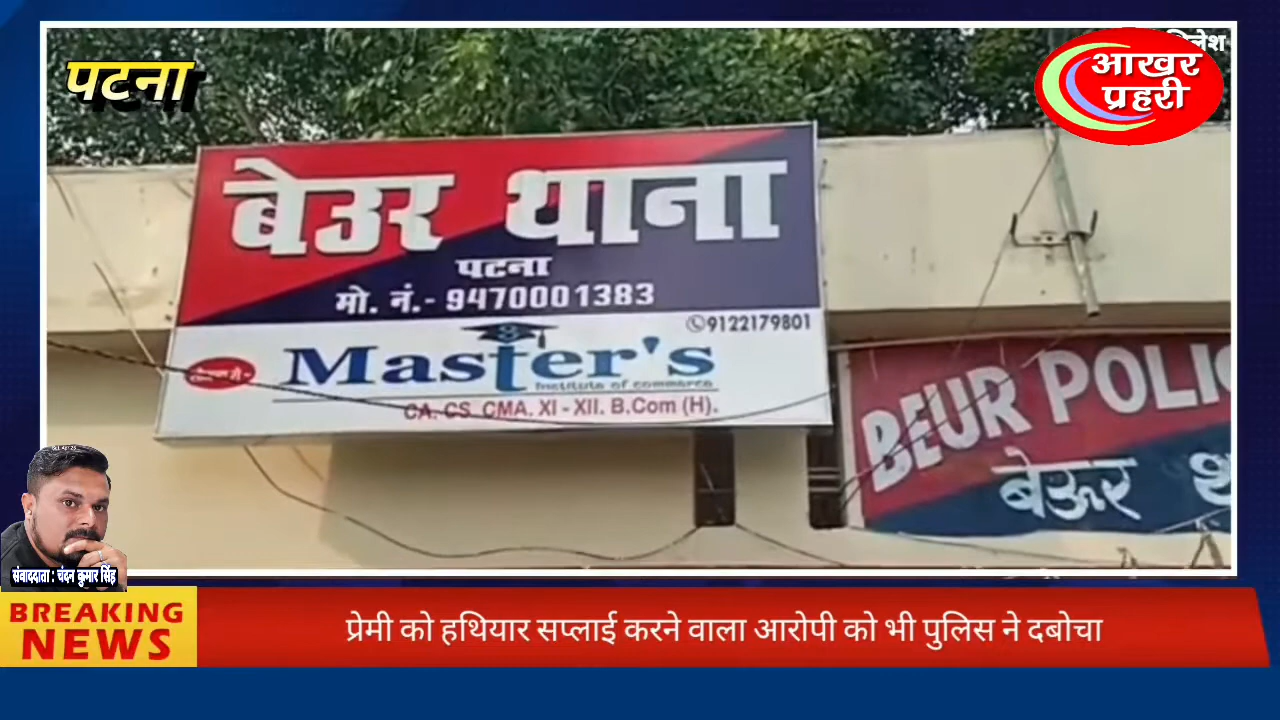 पटना
आखर
प्रहरी
बेउर थाना
पटना
मो. नं.- 9470001383
✆9122179801
Master's
Institute of commerce
CA. CS. CMA. XI - XII. B.Com (H).
BEUR POLIC
बेऊर थ
संवाददाता : चंदन कुमार सिंह
BREAKING
NEWS
प्रेमी को हथियार सप्लाई करने वाला आरोपी को भी पुलिस ने दबोचा